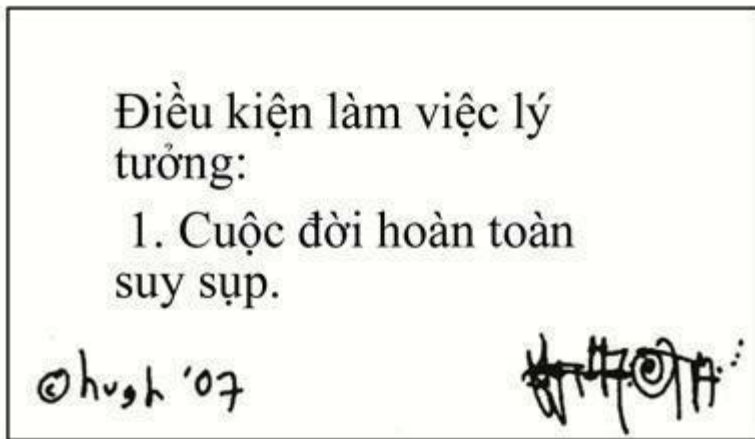 Điều kiện làm việc lý
tưởng:
1. Cuộc đời hoàn toàn
suy sụp.
©hugh '07